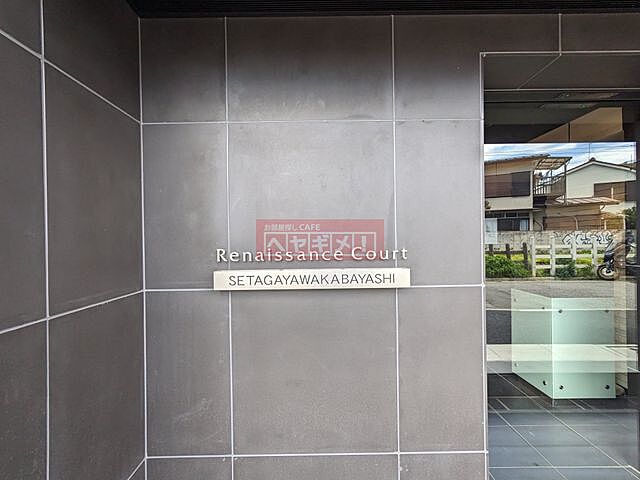 お部屋探しCAFE
ヘヤギメ!
Renaissance Court
SETAGAYAWAKABAYASHI